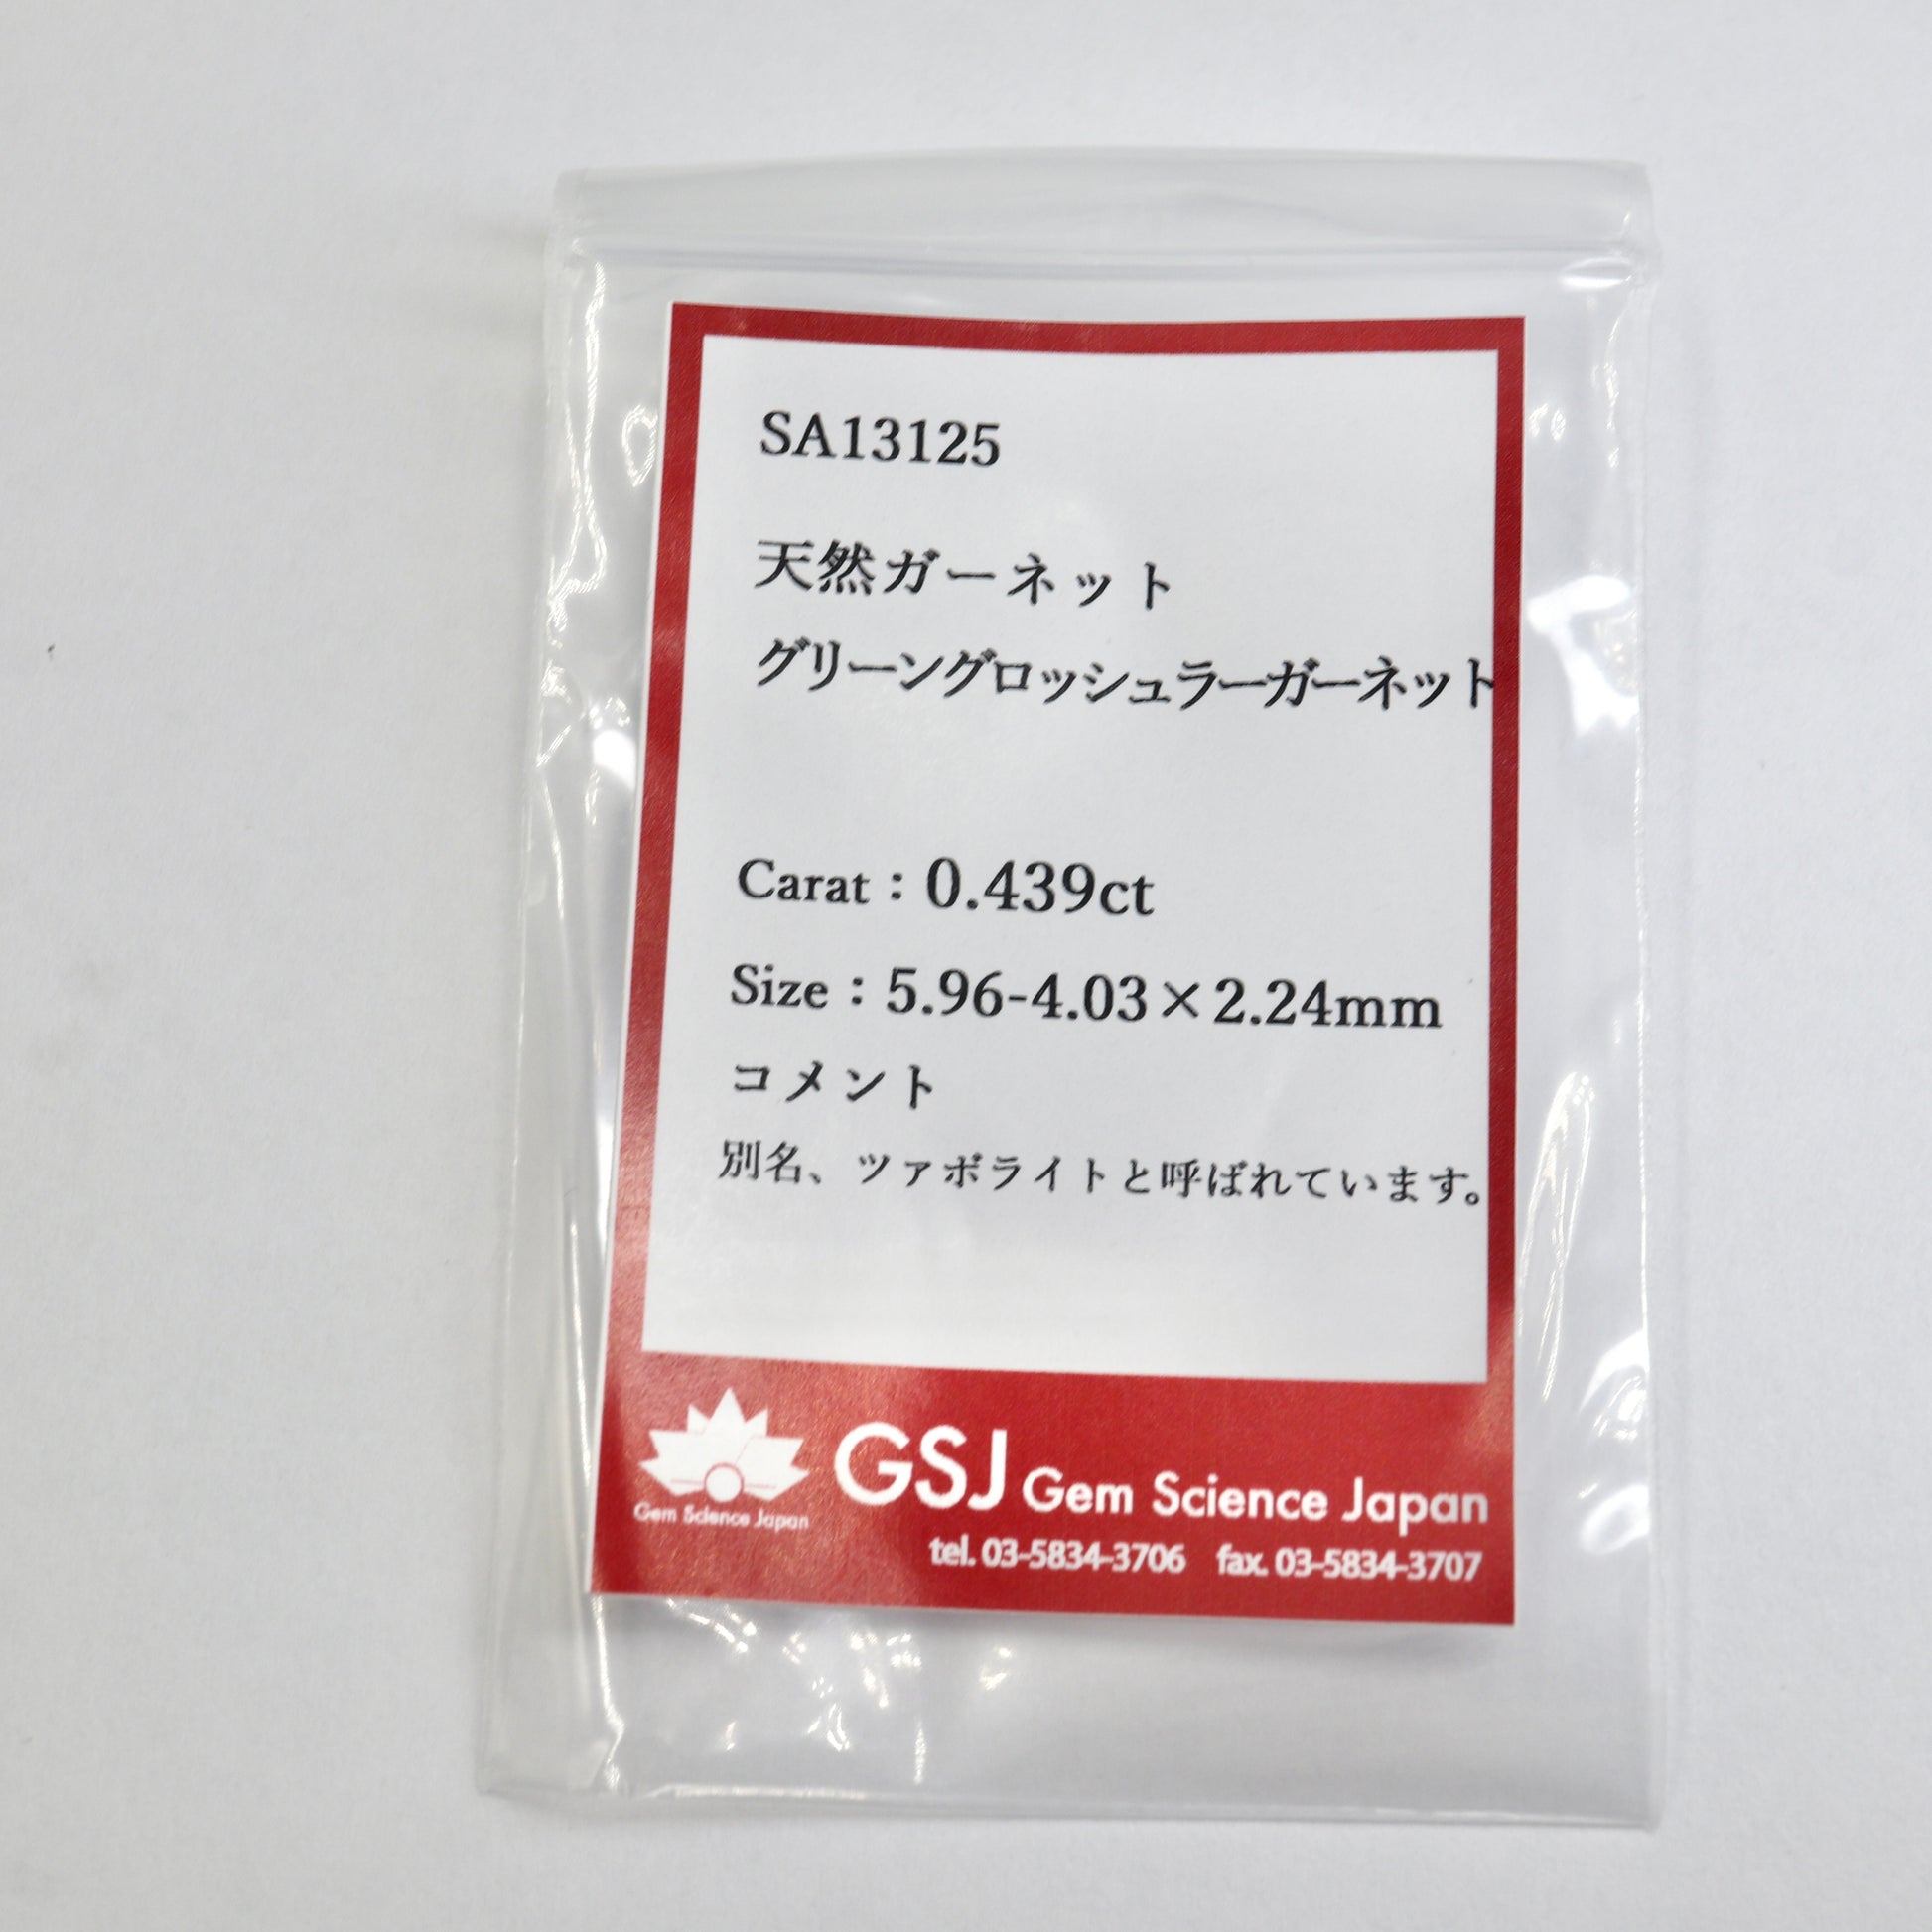 SA13125
天然ガーネット
グリーングロッシュラーガーネット
Carat：0.439ct
Size：5.96-4.03×2.24mm
コメント
別名、ツァボライトと呼ばれています。
GSJ Gem Science Japan
Gem Science Japan
tel. 03-5834-3706 fax. 03-5834-3707